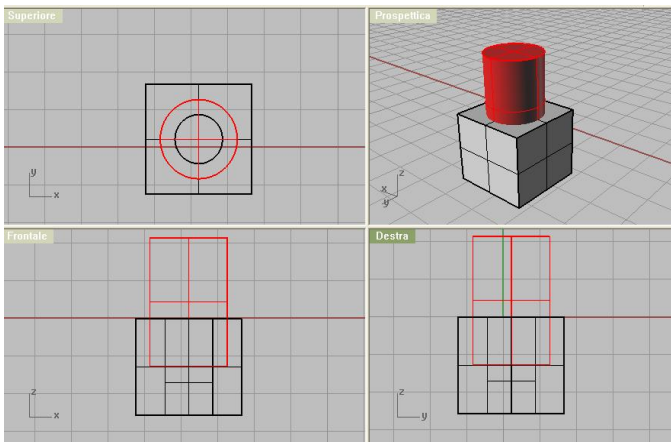 Superiore
y
x
Prospettica
z
x
y
Frontale
z
x
Destra
z
y